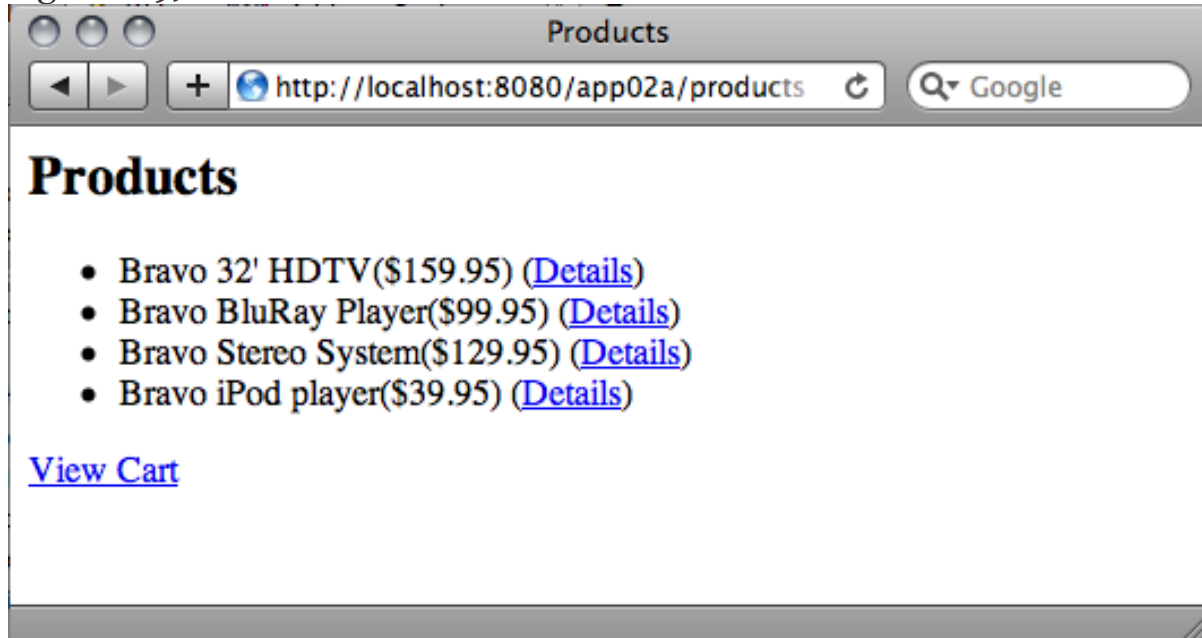 Products
http://localhost:8080/app02a/products
Google
Products
• Bravo 32' HDTV($159.95) (Details)
• Bravo BluRay Player($99.95) (Details)
• Bravo Stereo System($129.95) (Details)
• Bravo iPod player($39.95) (Details)
View Cart